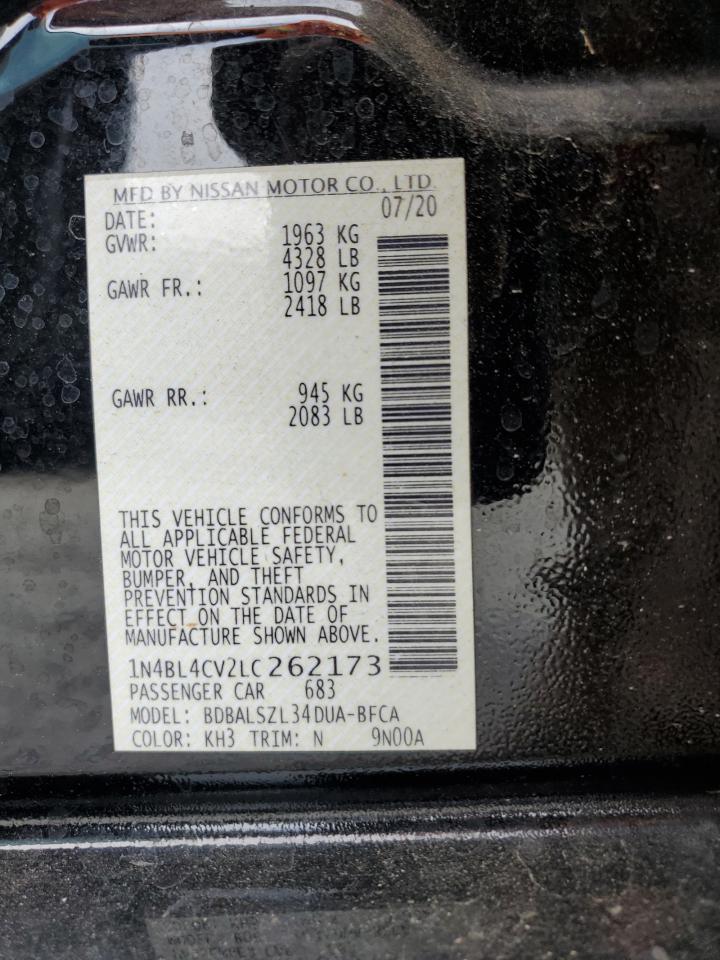 MFD BY NISSAN MOTOR CO., LTD.
DATE: 07/20
GVWR: 1963 KG
4328 LB
GAWR FR.: 1097 KG
2418 LB
GAWR RR.: 945 KG
2083 LB
THIS VEHICLE CONFORMS TO
ALL APPLICABLE FEDERAL
MOTOR VEHICLE SAFETY,
BUMPER, AND THEFT
PREVENTION STANDARDS IN
EFFECT ON THE DATE OF
MANUFACTURE SHOWN ABOVE.
1N4BL4CV2LC262173
PASSENGER CAR 683
MODEL: BDBALSZL34DUA-BFCA
COLOR: KH3 TRIM: N 9N00A